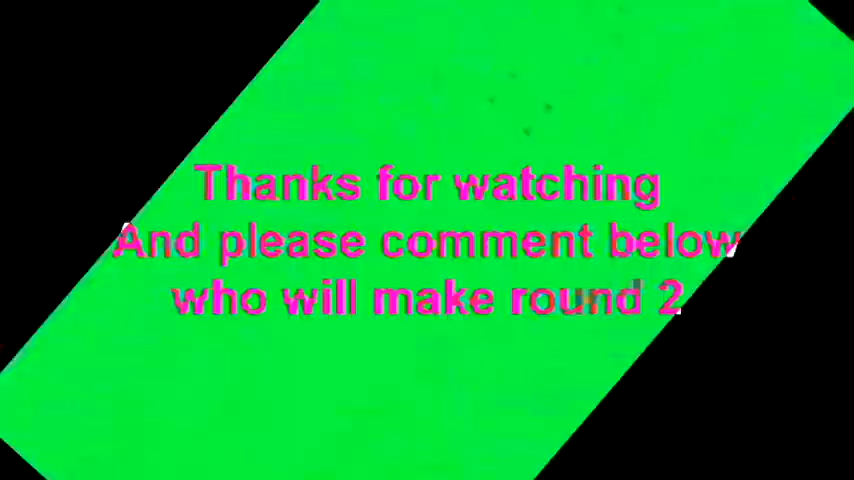 Thanks for watching
And please comment below
who will make round 2